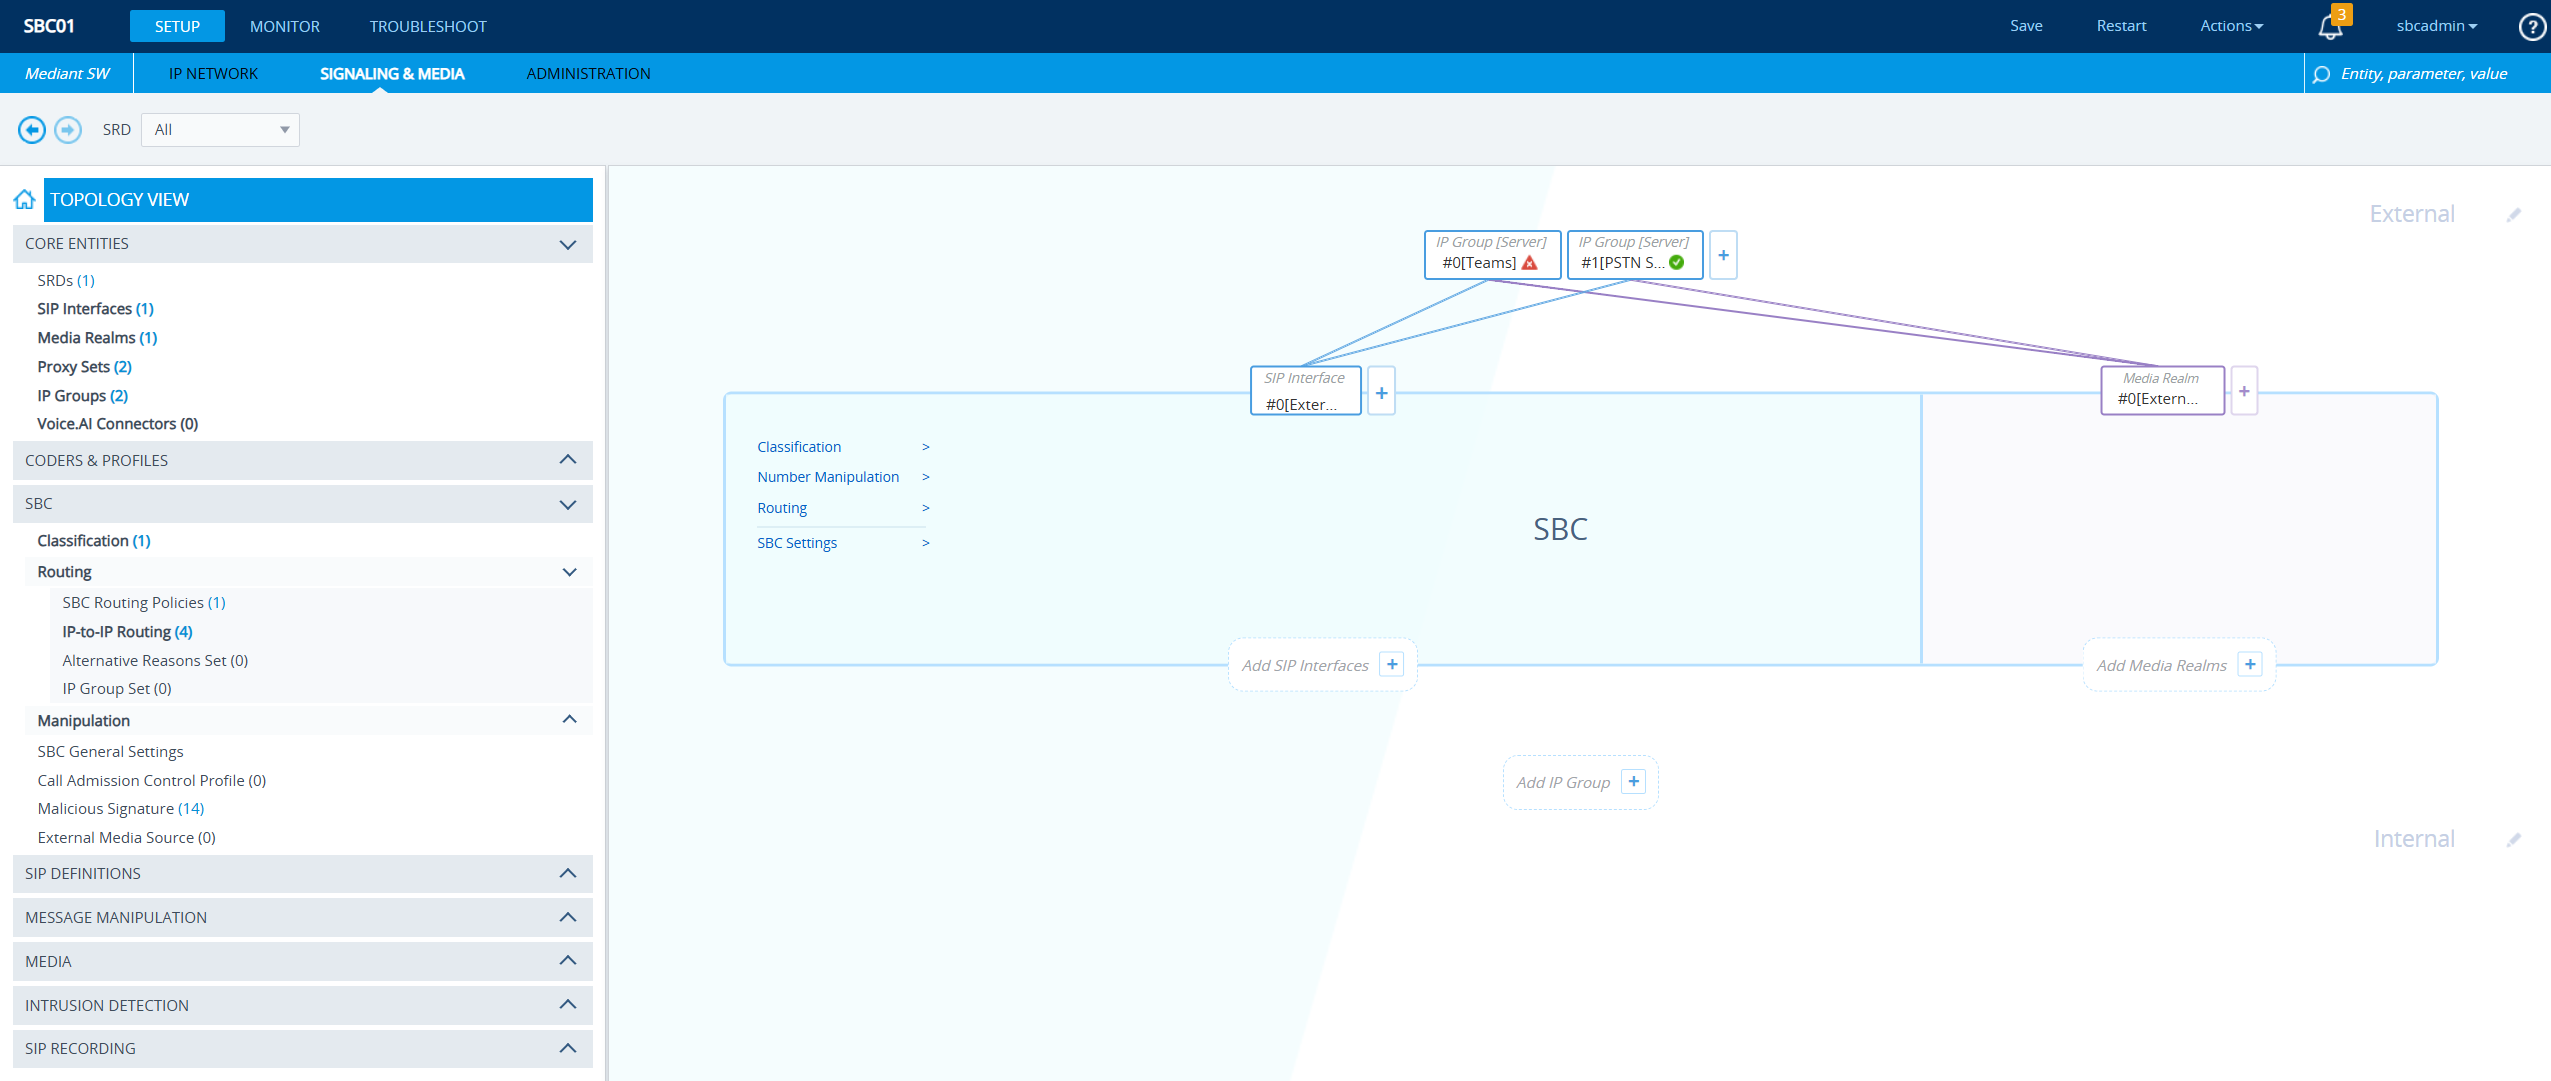 SBC01
SETUP
MONITOR
TROUBLESHOOT
Save
Restart
Actions
3
sbcadmin
?
Mediant SW
IP NETWORK
SIGNALING & MEDIA
ADMINISTRATION
Entity, parameter, value
SRD
All
TOPOLOGY VIEW
CORE ENTITIES
SRDs (1)
SIP Interfaces (1)
Media Realms (1)
Proxy Sets (2)
IP Groups (2)
Voice.AI Connectors (0)
CODERS & PROFILES
SBC
Classification (1)
Routing
SBC Routing Policies (1)
IP-to-IP Routing (4)
Alternative Reasons Set (0)
IP Group Set (0)
Manipulation
SBC General Settings
Call Admission Control Profile (0)
Malicious Signature (14)
External Media Source (0)
SIP DEFINITIONS
MESSAGE MANIPULATION
MEDIA
INTRUSION DETECTION
SIP RECORDING
External
IP Group [Server]
#0[Teams]
IP Group [Server]
#1[PSTN S...
+
SIP Interface
#0[Exter...
+
Media Realm
#0[Extern...
+
Classification >
Number Manipulation >
Routing >
SBC Settings >
SBC
Add SIP Interfaces +
Add Media Realms +
Add IP Group +
Internal